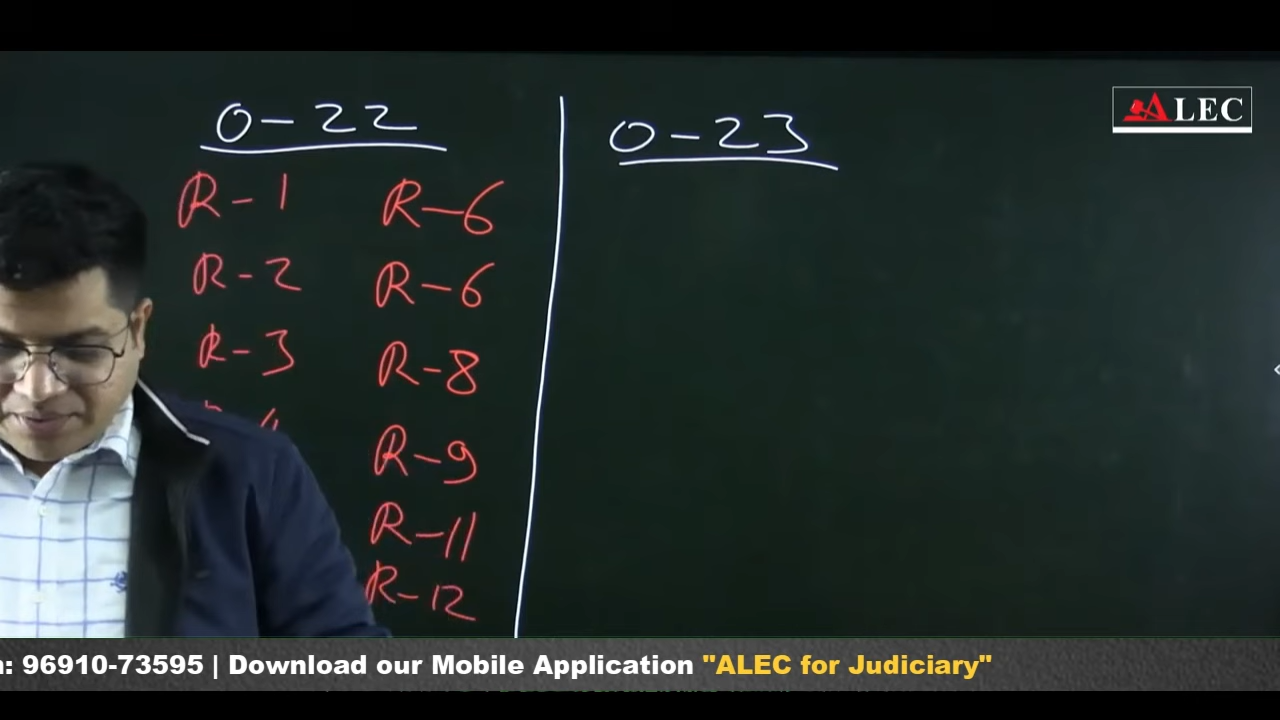 ALEC
O-22
R-1
R-2
R-3
R-6
R-6
R-8
R-9
R-11
R-12
O-23
: 96910-73595 | Download our Mobile Application "ALEC for Judiciary"